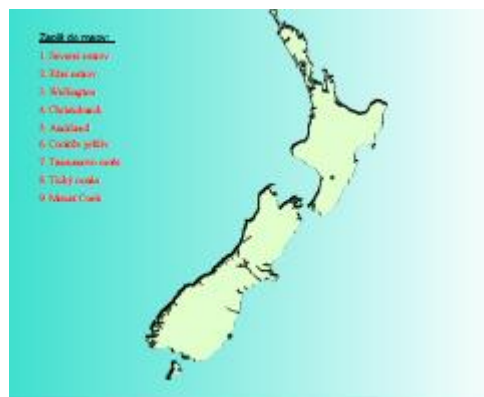 Zapiš do mapy:
1. Severní ostrov
2. Jižní ostrov
3. Wellington
4. Christchurch
5. Auckland
6. Cookův průliv
7. Tasmanovo moře
8. Tichý oceán
9. Mount Cook